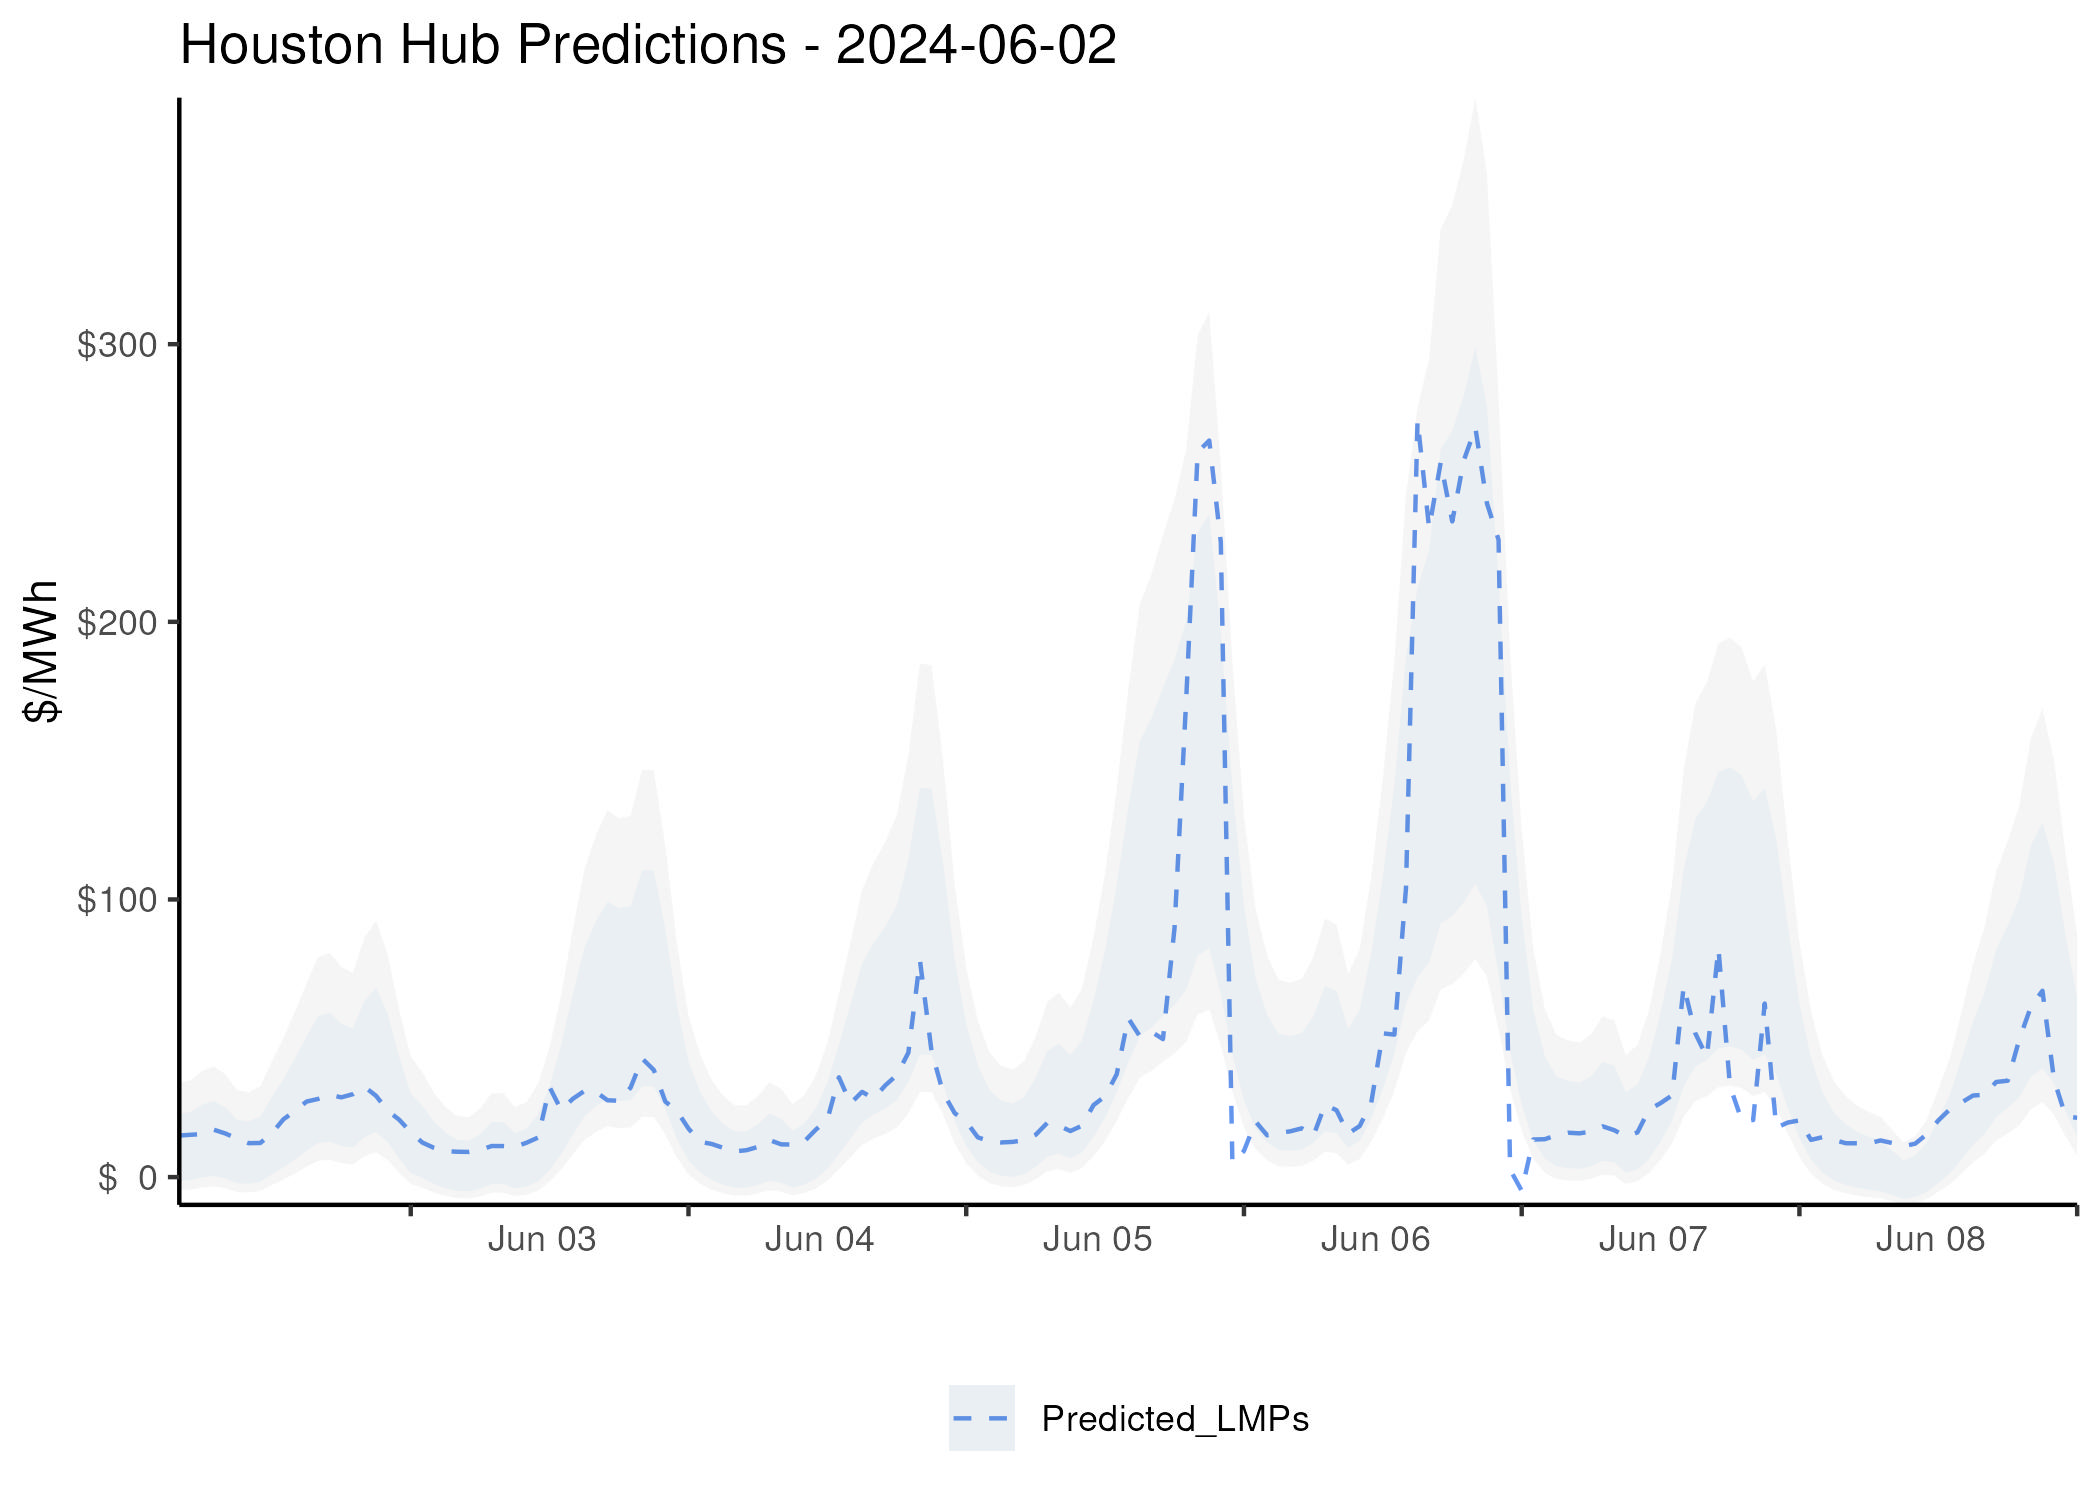 Houston Hub Predictions - 2024-06-02
$/MWh
$300
$200
$100
$  0
Jun 03
Jun 04
Jun 05
Jun 06
Jun 07
Jun 08
Predicted_LMPs